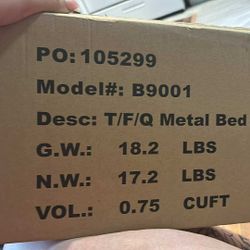 PO: 105299
Model#: B9001
Desc: T/F/Q Metal Bed
G.W.: 18.2 LBS
N.W.: 17.2 LBS
VOL.: 0.75 CUFT